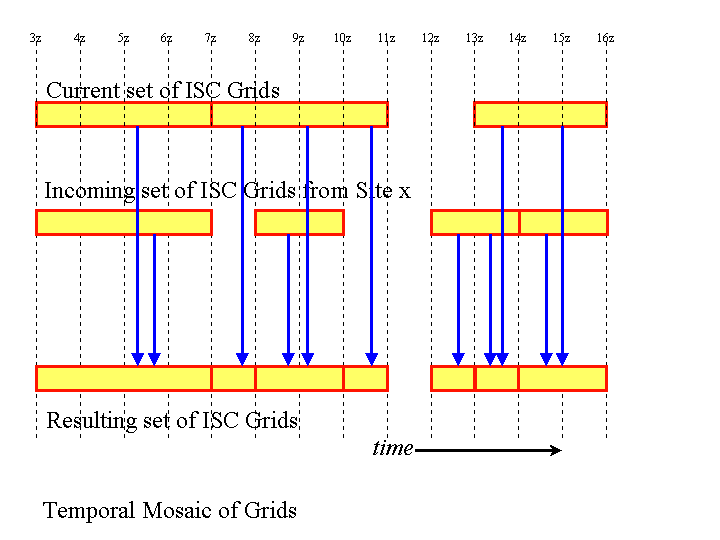 3z 4z 5z 6z 7z 8z 9z 10z 11z 12z 13z 14z 15z 16z
Current set of ISC Grids
Incoming set of ISC Grids from Site x
Resulting set of ISC Grids
time
Temporal Mosaic of Grids